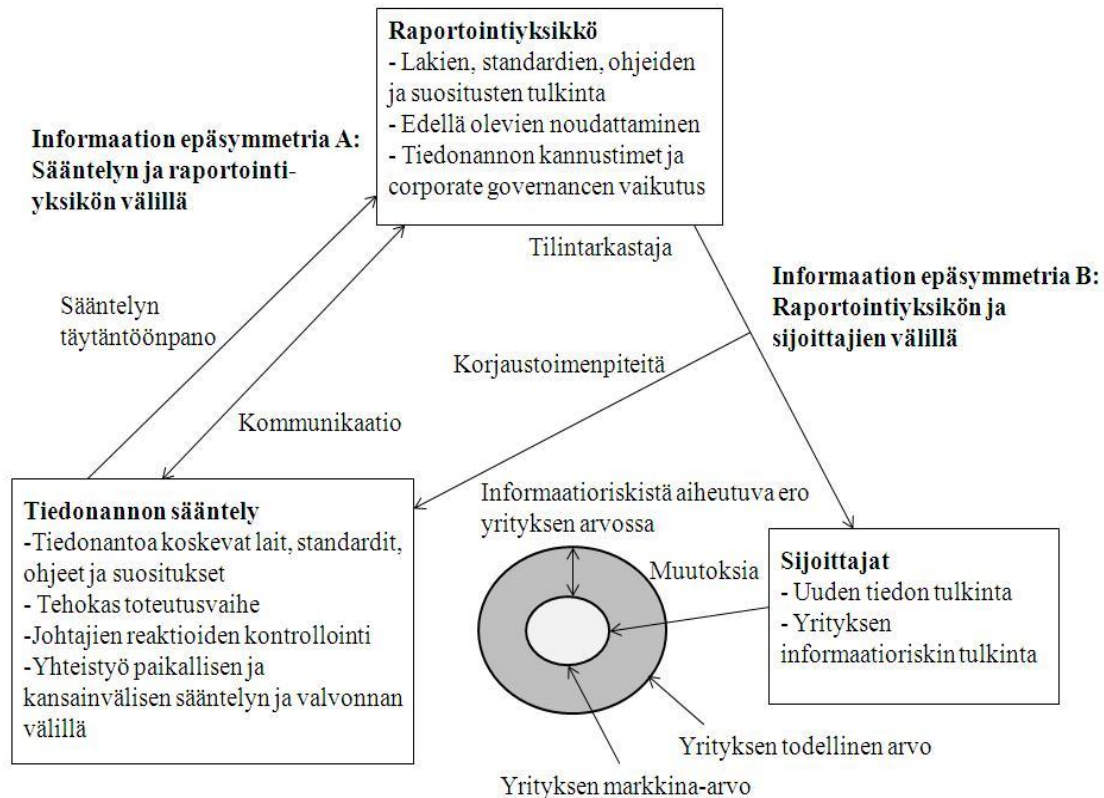 Raportointiyksikkö
- Lakien, standardien, ohjeiden
ja suositusten tulkinta
- Edellä olevien noudattaminen
- Tiedonannon kannustimet ja
corporate governancen vaikutus
Informaation epäsymmetria A:
Sääntelyn ja raportointi-
yksikön välillä
Tilintarkastaja
Informaation epäsymmetria B:
Raportointiyksikön ja
sijoittajien välillä
Sääntelyn
täytäntöönpano
Korjaustoimenpiteitä
Kommunikaatio
Tiedonannon sääntely
-Tiedonantoa koskevat lait, standardit,
ohjeet ja suositukset
- Tehokas toteutusvaihe
-Johtajien reaktioiden kontrollointi
-Yhteistyö paikallisen ja
kansainvälisen sääntelyn ja valvonnan
välillä
Informaatioriskistä aiheutuva ero
yrityksen arvossa
Muutoksia
Sijoittajat
- Uuden tiedon tulkinta
- Yrityksen
informaatioriskin tulkinta
Yrityksen todellinen arvo
Yrityksen markkina-arvo